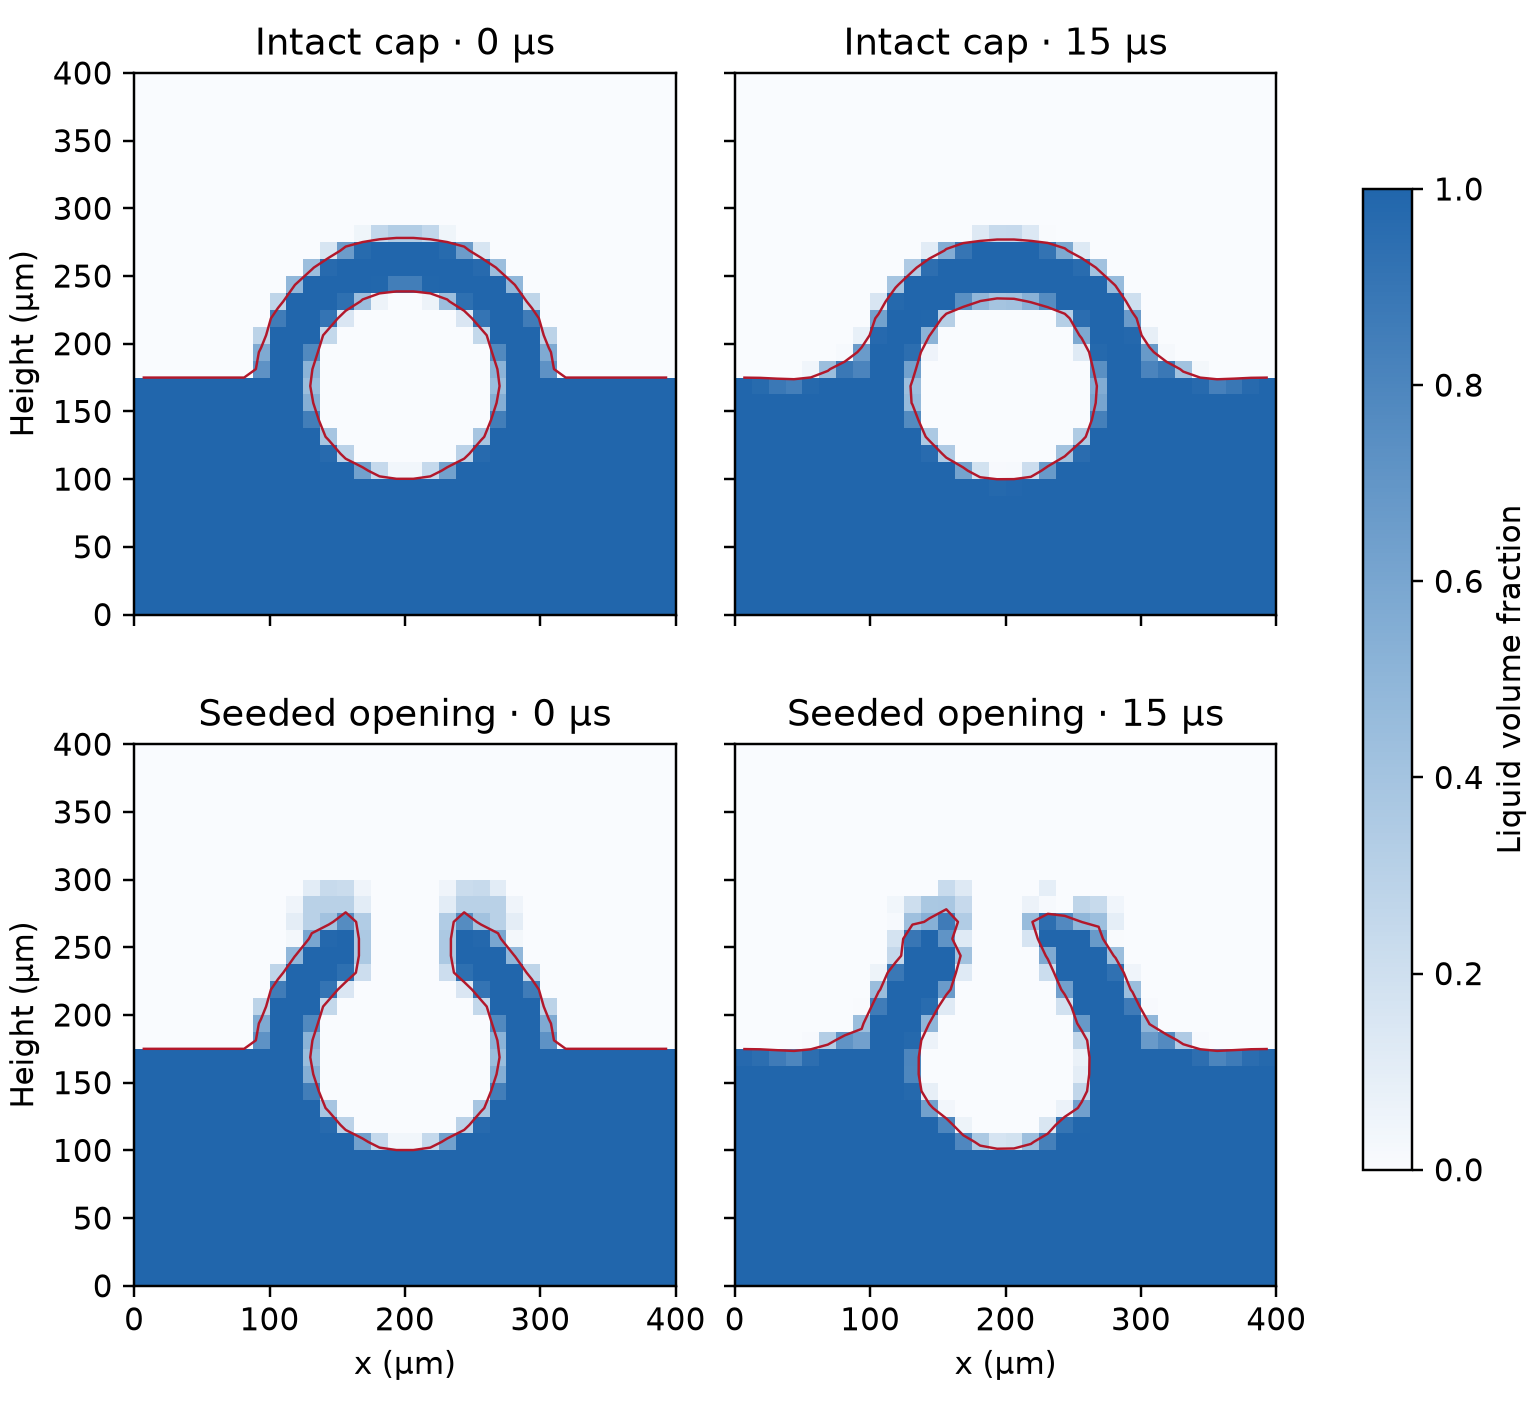 Intact cap · 0 µs
Intact cap · 15 µs
400
350
300
250
200
150
100
50
0
Height (µm)
Seeded opening · 0 µs
Seeded opening · 15 µs
400
350
300
250
200
150
100
50
0
Height (µm)
0 100 200 300 400
x (µm)
0 100 200 300 400
x (µm)
1.0
0.8
0.6
0.4
0.2
0.0
Liquid volume fraction